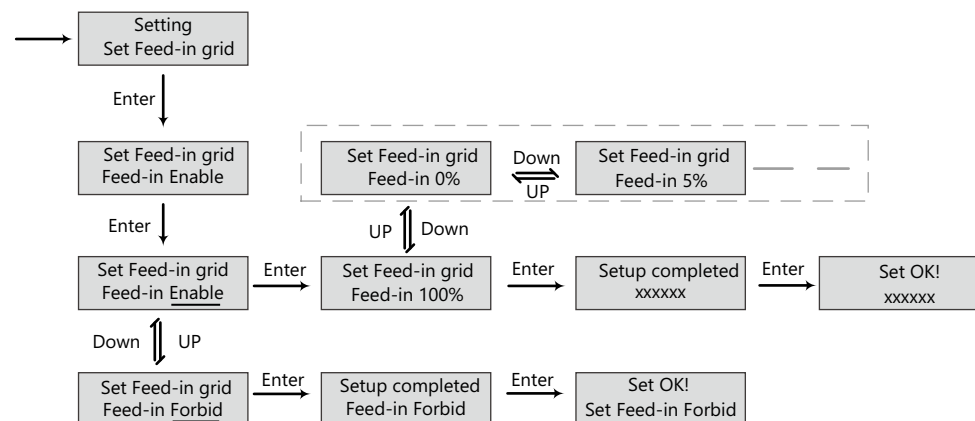 Setting
Set Feed-in grid
Enter
Set Feed-in grid
Feed-in Enable
Set Feed-in grid
Feed-in 0%
Down
UP
Set Feed-in grid
Feed-in 5%
Enter
UP
Down
Set Feed-in grid
Feed-in Enable
Enter
Set Feed-in grid
Feed-in 100%
Enter
Setup completed
xxxxxx
Enter
Set OK!
xxxxxx
Down
UP
Set Feed-in grid
Feed-in Forbid
Enter
Setup completed
Feed-in Forbid
Enter
Set OK!
Set Feed-in Forbid